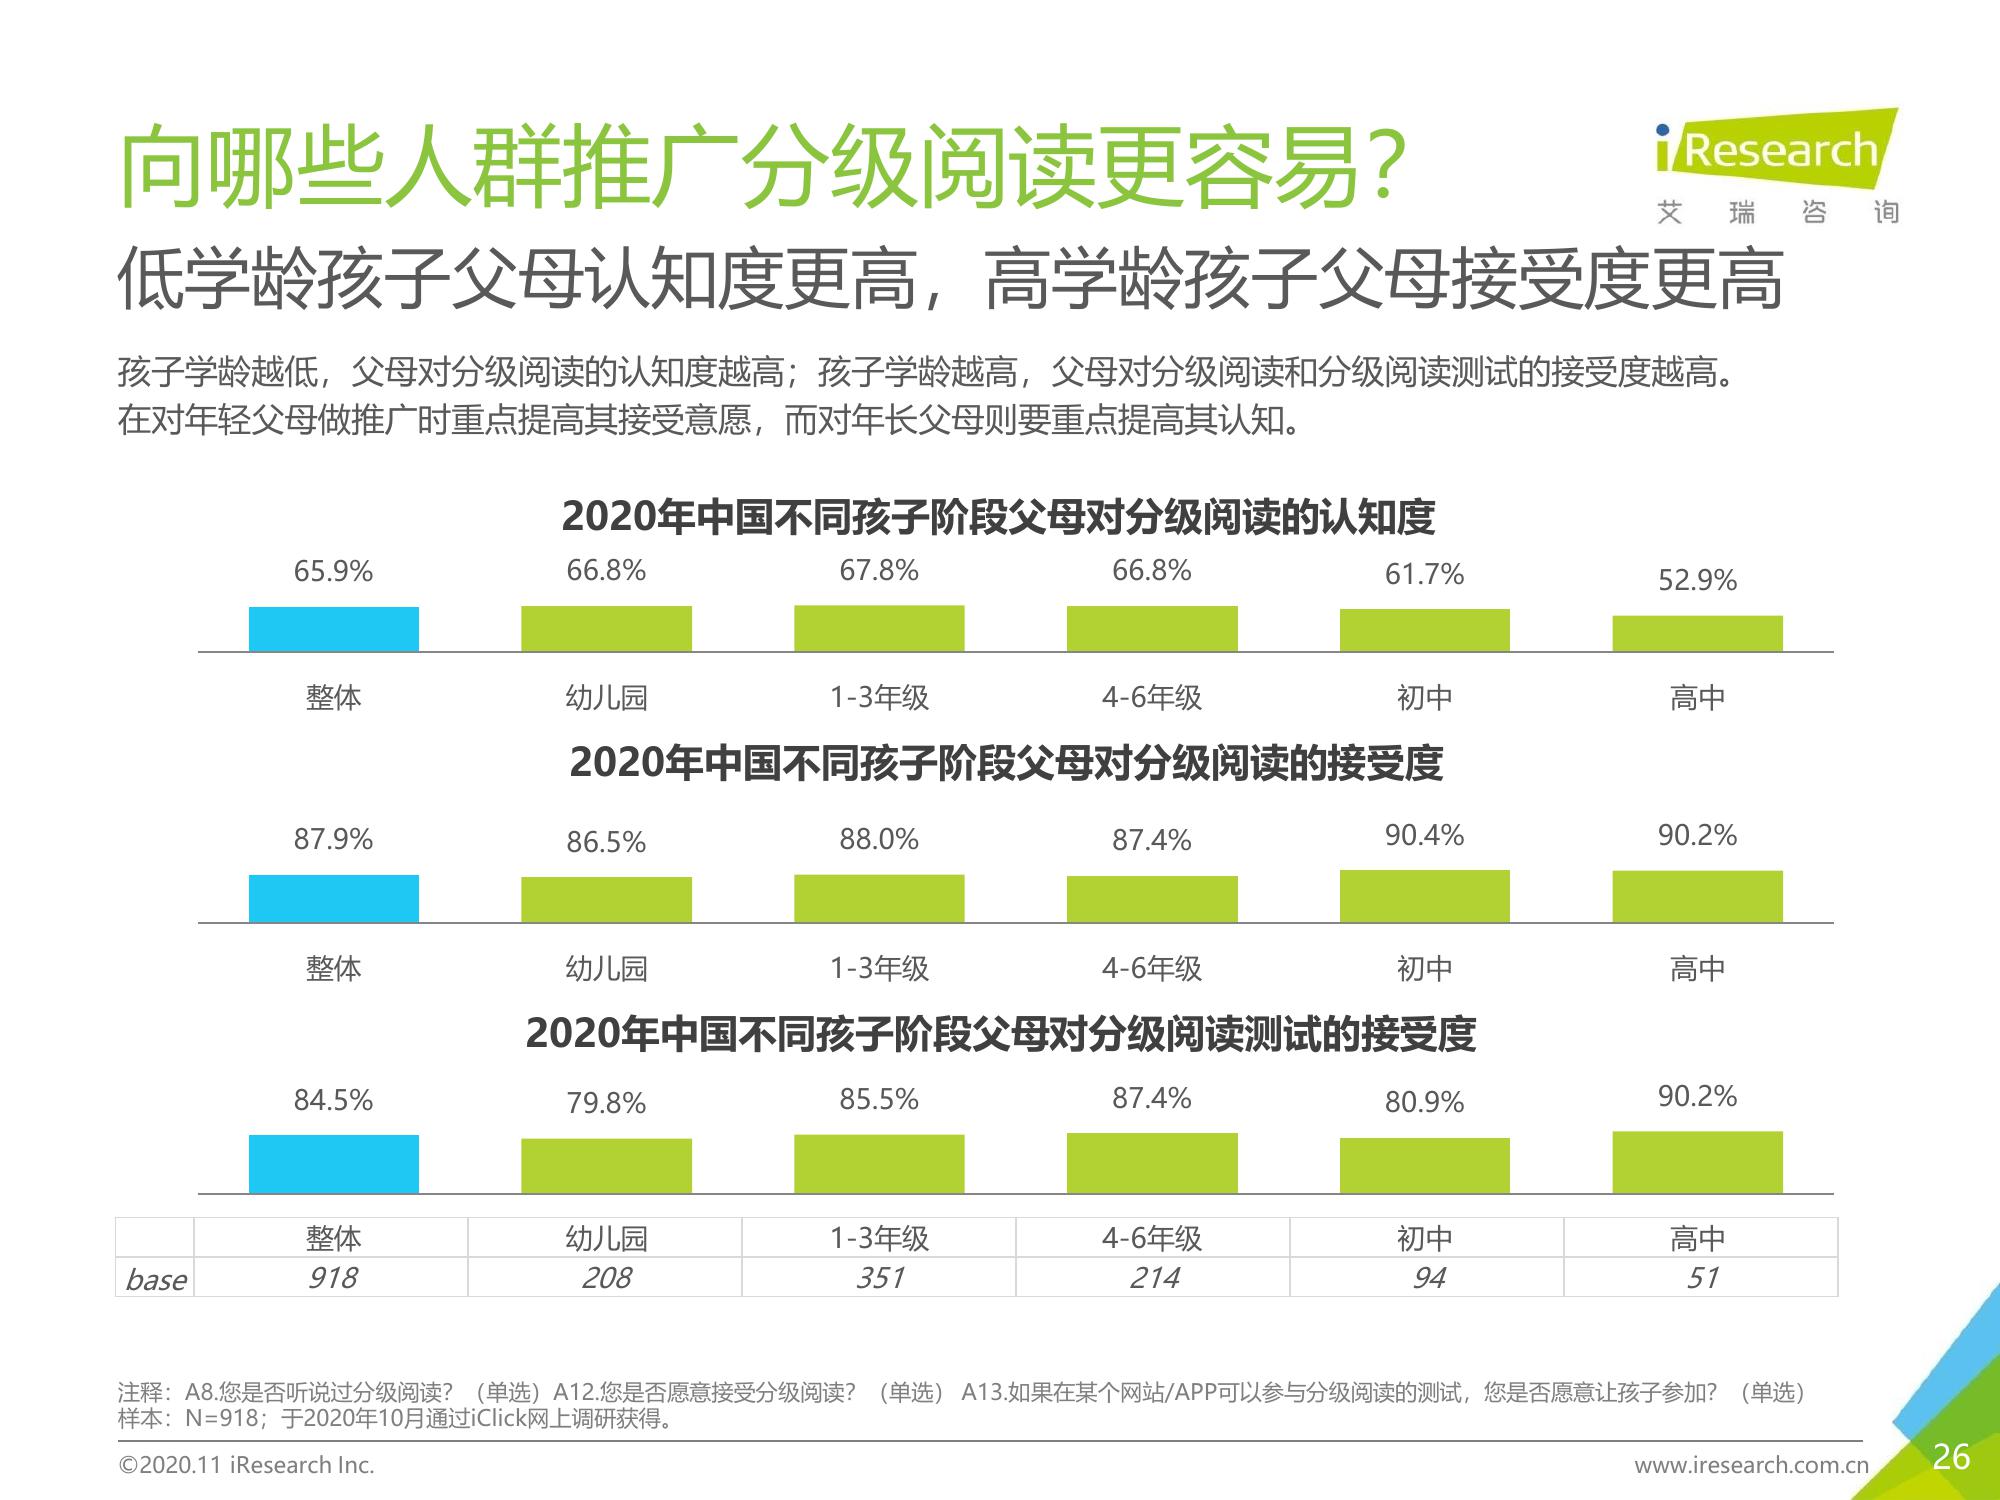 向哪些人群推广分级阅读更容易？
iResearch
艾瑞咨询
低学龄孩子父母认知度更高，高学龄孩子父母接受度更高
孩子学龄越低，父母对分级阅读的认知度越高；孩子学龄越高，父母对分级阅读和分级阅读测试的接受度越高。
在对年轻父母做推广时重点提高其接受意愿，而对年长父母则要重点提高其认知。
2020年中国不同孩子阶段父母对分级阅读的认知度
65.9% 66.8% 67.8% 66.8% 61.7% 52.9%
整体 幼儿园 1-3年级 4-6年级 初中 高中
2020年中国不同孩子阶段父母对分级阅读的接受度
87.9% 86.5% 88.0% 87.4% 90.4% 90.2%
整体 幼儿园 1-3年级 4-6年级 初中 高中
2020年中国不同孩子阶段父母对分级阅读测试的接受度
84.5% 79.8% 85.5% 87.4% 80.9% 90.2%
整体 幼儿园 1-3年级 4-6年级 初中 高中
base 918 208 351 214 94 51
注释：A8.您是否听说过分级阅读？（单选）A12.您是否愿意接受分级阅读？（单选） A13.如果在某个网站/APP可以参与分级阅读的测试，您是否愿意让孩子参加？（单选）
样本：N=918；于2020年10月通过iClick网上调研获得。
©2020.11 iResearch Inc.
www.iresearch.com.cn
26